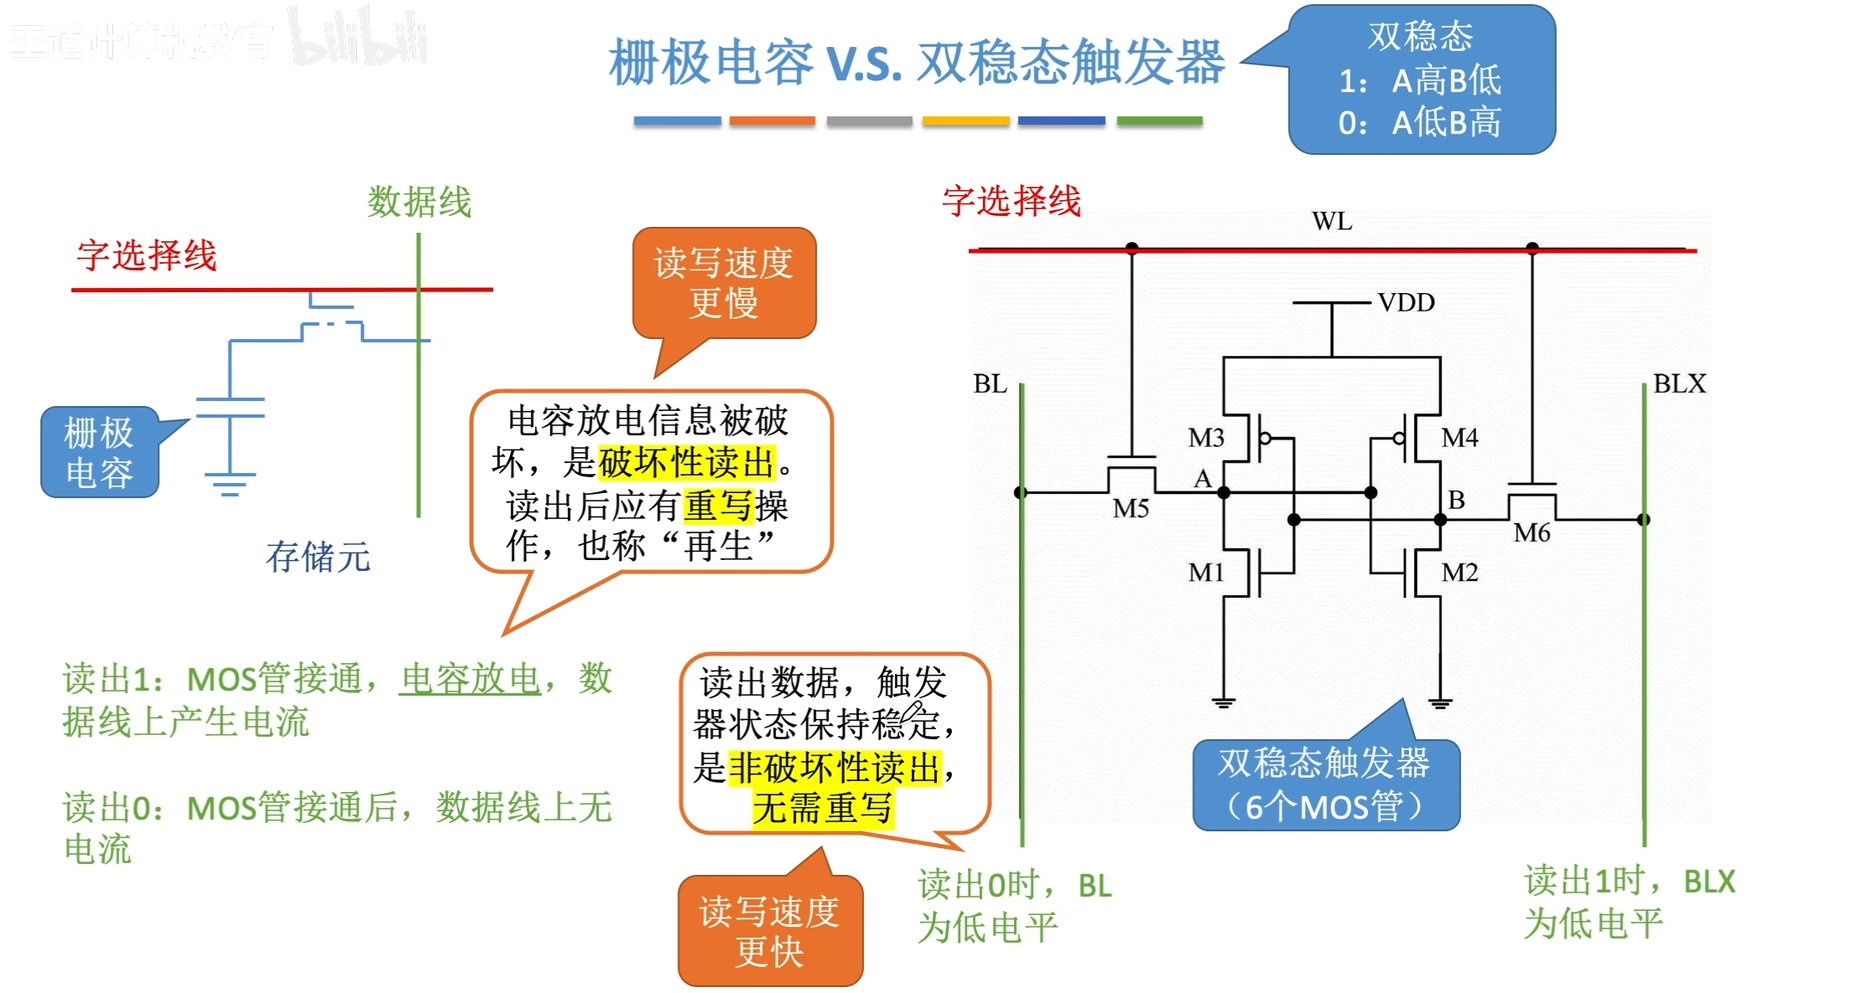 王道计算机教育 bilibili
栅极电容 V.S. 双稳态触发器
双稳态
1：A高B低
0：A低B高
数据线
字选择线
栅极
电容
存储元
读写速度
更慢
电容放电信息被破
坏，是破坏性读出。
读出后应有重写操
作，也称“再生”
读出1：MOS管接通，电容放电，数
据线上产生电流
读出0：MOS管接通后，数据线上无
电流
读出数据，触发
器状态保持稳定，
是非破坏性读出，
无需重写
读写速度
更快
字选择线
WL
VDD
BL
BLX
M3
M4
A
B
M5
M6
M1
M2
双稳态触发器
（6个MOS管）
读出0时，BL
为低电平
读出1时，BLX
为低电平